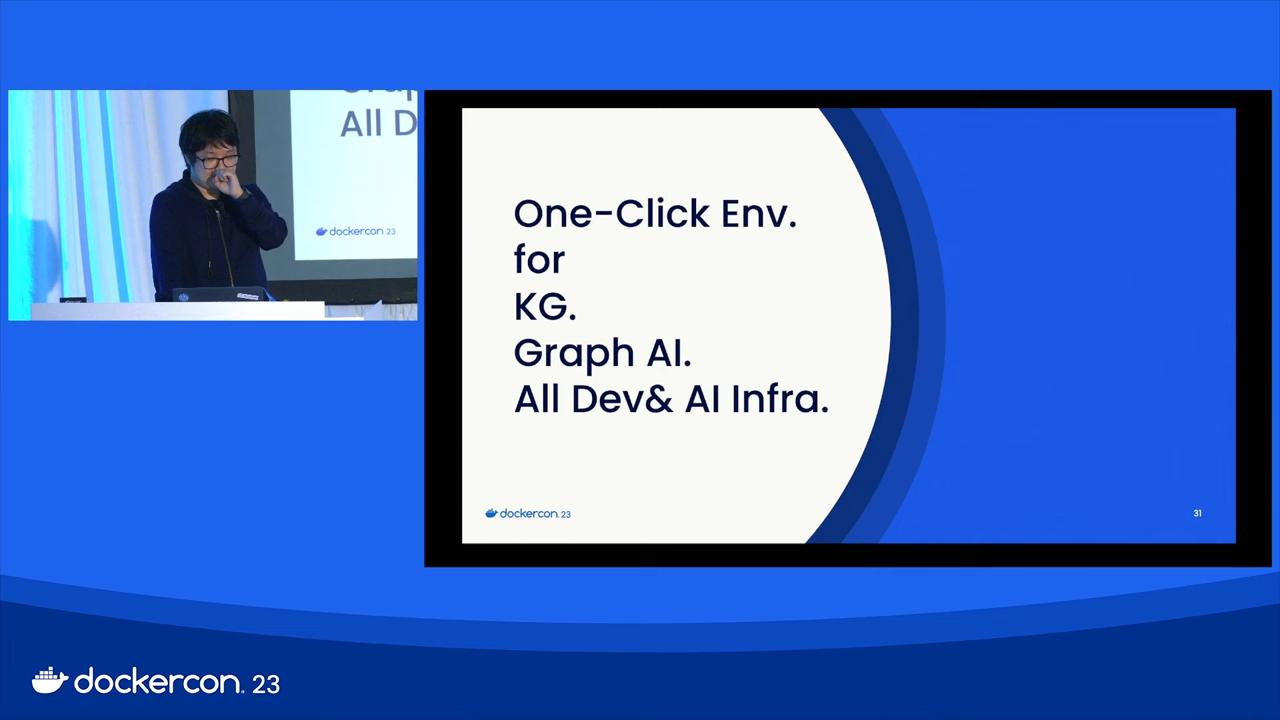 All D
dockercon 23
One-Click Env.
for
KG.
Graph AI.
All Dev& AI Infra.
dockercon. 23
31
dockercon. 23